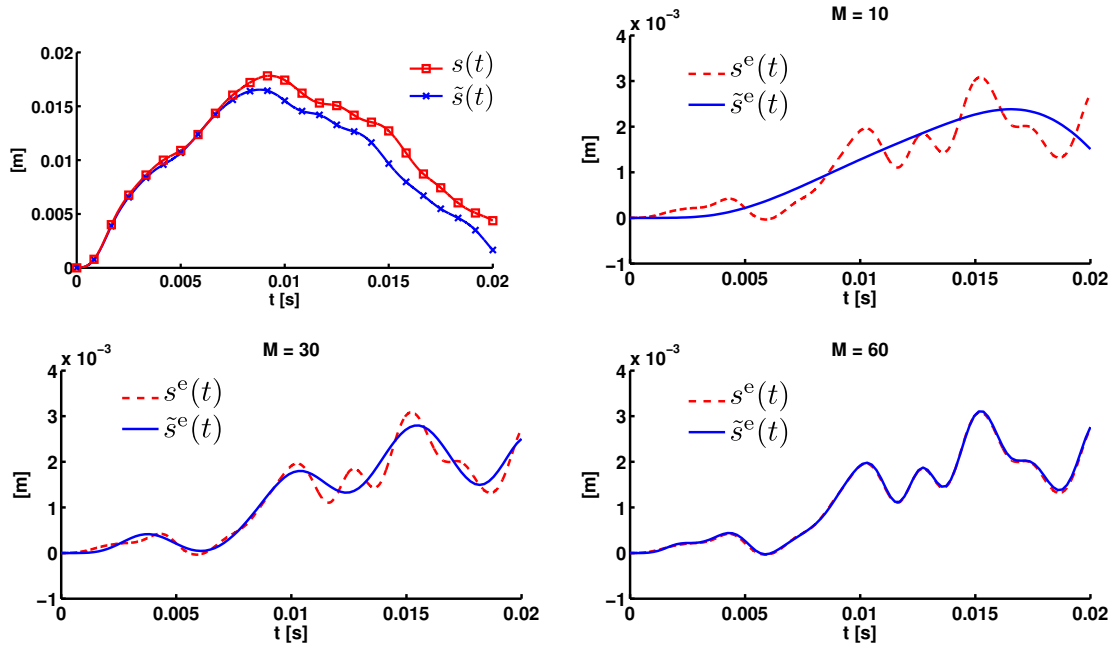 0.02
0.015
0.01
0.005
0
[m]
s(t)
s̃(t)
0
0.005
0.01
0.015
0.02
t [s]
M = 10
x 10⁻³
4
3
2
1
0
−1
[m]
sᵉ(t)
s̃ᵉ(t)
0
0.005
0.01
0.015
0.02
t [s]
M = 30
x 10⁻³
4
3
2
1
0
−1
[m]
sᵉ(t)
s̃ᵉ(t)
0
0.005
0.01
0.015
0.02
t [s]
M = 60
x 10⁻³
4
3
2
1
0
−1
[m]
sᵉ(t)
s̃ᵉ(t)
0
0.005
0.01
0.015
0.02
t [s]